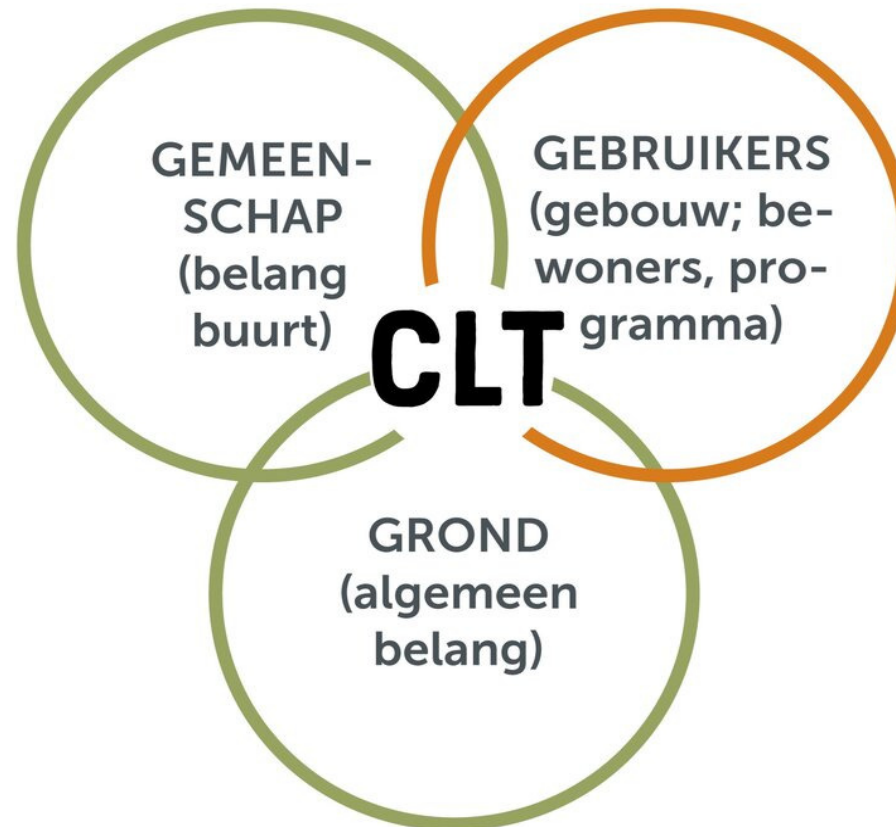 GEMEEN-
SCHAP
(belang
buurt)
GEBRUIKERS
(gebouw; be-
woners, pro-
gramma)
CLT
GROND
(algemeen
belang)